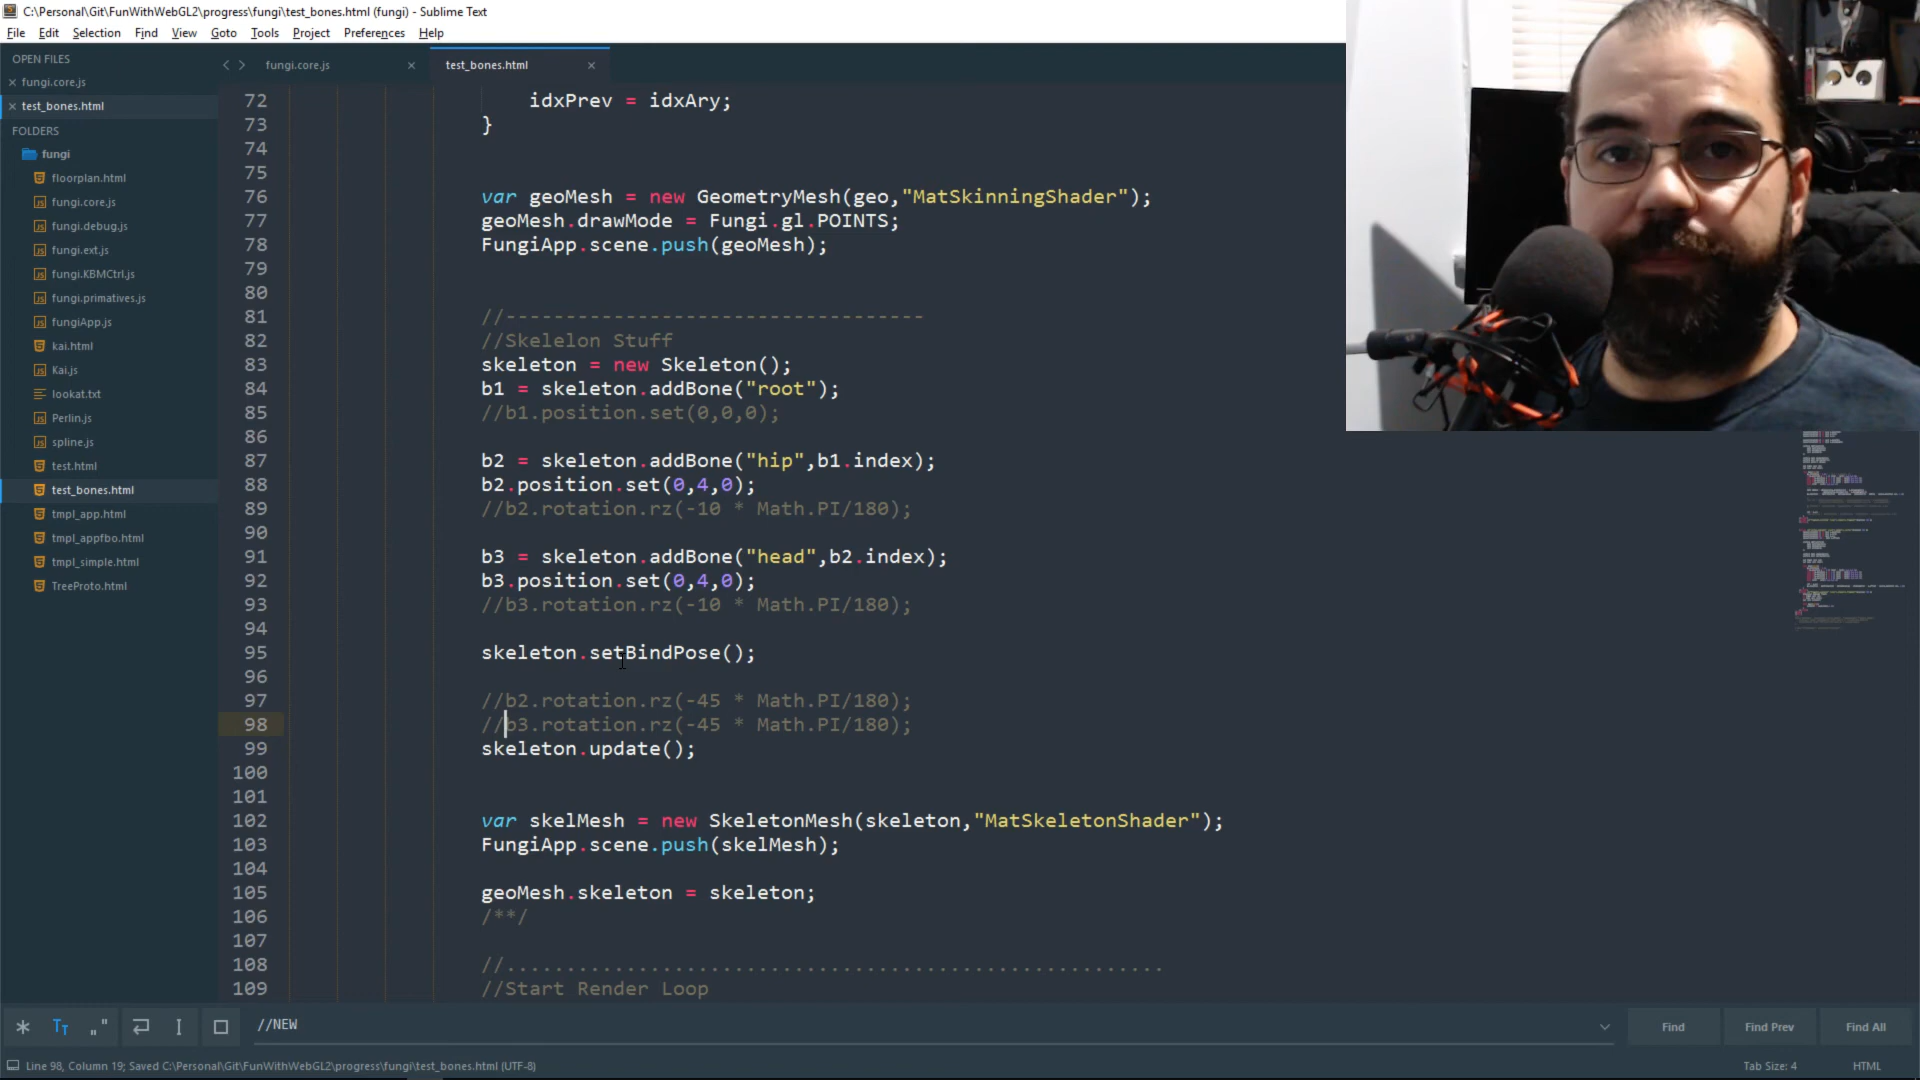 C:\Personal\Git\FunWithWebGL2\progress\fungi\test_bones.html (fungi) - Sublime Text
File Edit Selection Find View Goto Tools Project Preferences Help
OPEN FILES
fungi.core.js
test_bones.html
FOLDERS
fungi
floorplan.html
fungi.core.js
fungi.debug.js
fungi.ext.js
fungi.KBMCtrl.js
fungi.primatives.js
fungiApp.js
kai.html
Kai.js
lookat.txt
Perlin.js
spline.js
test.html
test_bones.html
tmpl_app.html
tmpl_appfbo.html
tmpl_simple.html
TreeProto.html
fungi.core.js test_bones.html
72 idxPrev = idxAry;
73 }
74
75
76 var geoMesh = new GeometryMesh(geo,"MatSkinningShader");
77 geoMesh.drawMode = Fungi.gl.POINTS;
78 FungiApp.scene.push(geoMesh);
79
80
81 //-----------------------------------
82 //Skelelon Stuff
83 skeleton = new Skeleton();
84 b1 = skeleton.addBone("root");
85 //b1.position.set(0,0,0);
86
87 b2 = skeleton.addBone("hip",b1.index);
88 b2.position.set(0,4,0);
89 //b2.rotation.rz(-10 * Math.PI/180);
90
91 b3 = skeleton.addBone("head",b2.index);
92 b3.position.set(0,4,0);
93 //b3.rotation.rz(-10 * Math.PI/180);
94
95 skeleton.setBindPose();
96
97 //b2.rotation.rz(-45 * Math.PI/180);
98 //b3.rotation.rz(-45 * Math.PI/180);
99 skeleton.update();
100
101
102 var skelMesh = new SkeletonMesh(skeleton,"MatSkeletonShader");
103 FungiApp.scene.push(skelMesh);
104
105 geoMesh.skeleton = skeleton;
106 /**/
107
108 //.......................................................
109 //Start Render Loop
//NEW
Find Find Prev Find All
Line 98, Column 19; Saved C:\Personal\Git\FunWithWebGL2\progress\fungi\test_bones.html (UTF-8)
Tab Size: 4 HTML